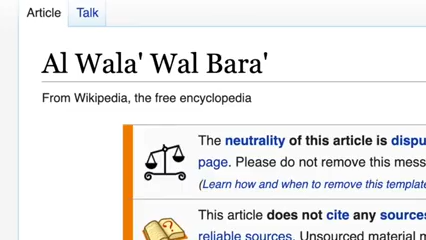 Article Talk
Al Wala' Wal Bara'
From Wikipedia, the free encyclopedia
The neutrality of this article is
page. Please do not remove this
(Learn how and when to remove this template
This article does not cite any sources
reliable sources. Unsourced material